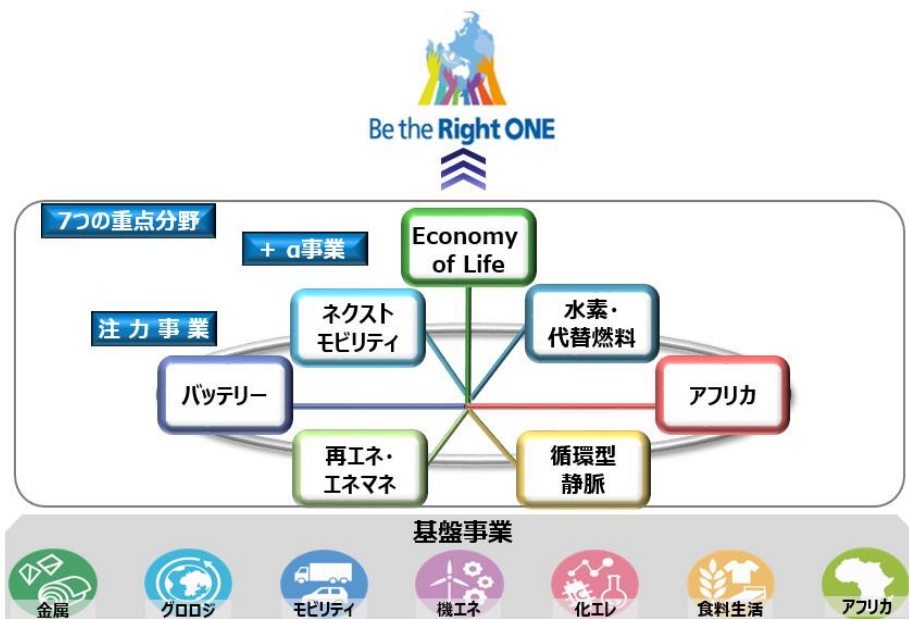 Be the Right ONE
7つの重点分野
+ α事業
Economy
of Life
注力事業
ネクスト
モビリティ
水素・
代替燃料
バッテリー
アフリカ
再エネ・
エネマネ
循環型
静脈
基盤事業
金属
グロロジ
モビリティ
機エネ
化エレ
食料生活
アフリカ